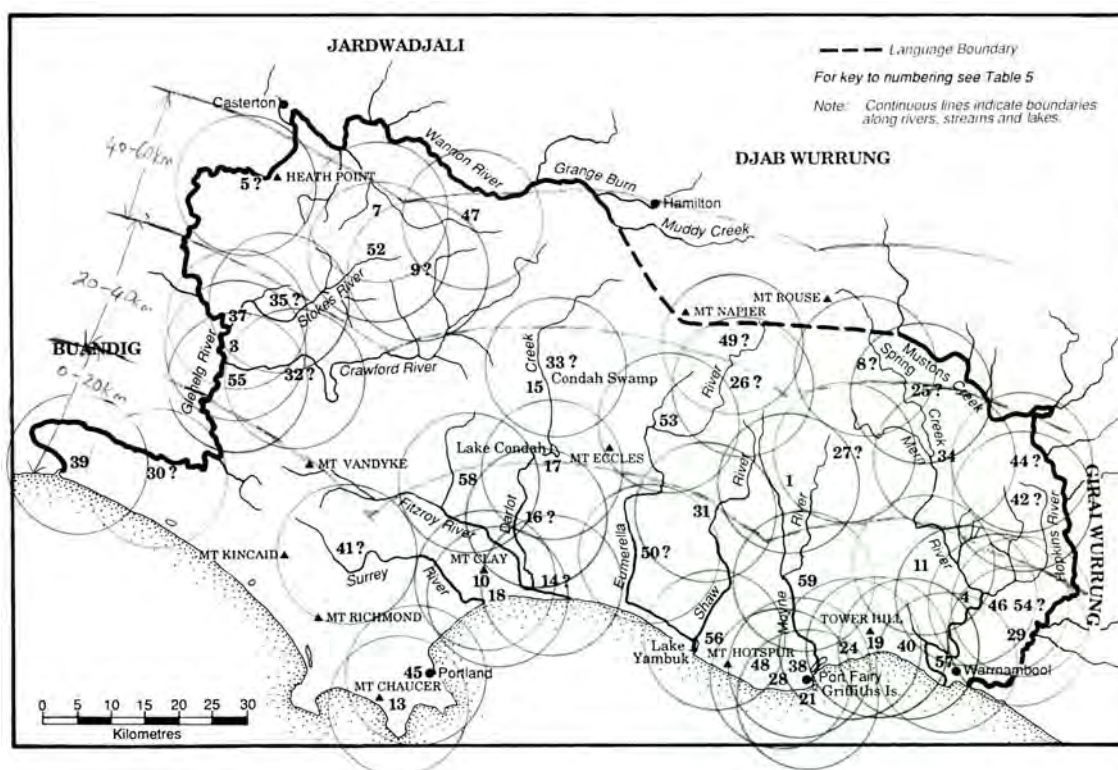 JARDWADJALI
Language Boundary
For key to numbering see Table 5
Note: Continuous lines indicate boundaries
along rivers, streams and lakes.
Casterton
40-60km
Wannon River
DJAB WURRUNG
5?
HEATH POINT
Grange Burn
Hamilton
7
47
Muddy Creek
52
9?
20-40km
35?
Stokes River
MT ROUSE
MT NAPIER
37
49?
BUANDIG
3
Glenelg River
0-20km
55
32?
Crawford River
Creek
33?
15
Condah Swamp
River
26?
8?
Spring
Creek
Mustons Creek
25?
53
Merri
39
30?
MT VANDYKE
Lake Condah
17
MT ECCLES
58
River
1
27?
34
44?
42?
GIRAI WURRUNG
Fitzroy River
Darlot
16?
31
River
Hopkins River
MT KINCAID
41?
Surrey
River
MT CLAY
10
18
14?
Eumerella
50?
Shaw
59
Moyne
11
River
4
46
54?
MT RICHMOND
TOWER HILL
19
24
40
29
56
Lake
Yambuk
MT HOTSPUR
48
38
28
57
Warrnambool
45
Portland
Port Fairy
Griffiths Is.
21
MT CHAUCER
13
0 5 10 15 20 25 30
Kilometres